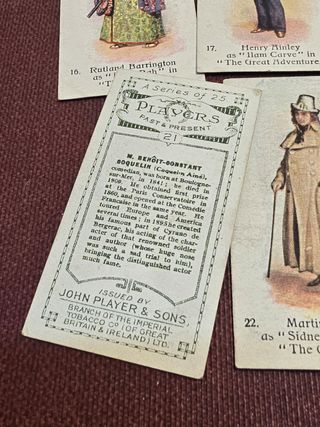 16. Rutland Barrington
as " in
17. Henry Ainley
as "Ilam Carve" in
"The Great Adventure
A Series of 25
PLAYERS
PAST & PRESENT
21
M. BENOÎT-CONSTANT
COQUELIN (Coquelin Ainé),
comedian, was born at Boulogne-
sur-Mer, in 1841; he died in
1909. He obtained first prize
at the Paris Conservatoire in
1860, and opened at the Comédie
Française in the same year. He
toured Europe and America
several times; in 1898 he created
his famous part of Cyrano de
Bergerac, his acting of the char-
acter of that renowned soldier
and author (whose huge nose
was such a sad trial to him),
bringing the distinguished actor
much fame.
ISSUED BY
JOHN PLAYER & SONS,
BRANCH OF THE IMPERIAL
TOBACCO CO (OF GREAT
BRITAIN & IRELAND) LTD.
22. Martin
as "Sidne
"The O